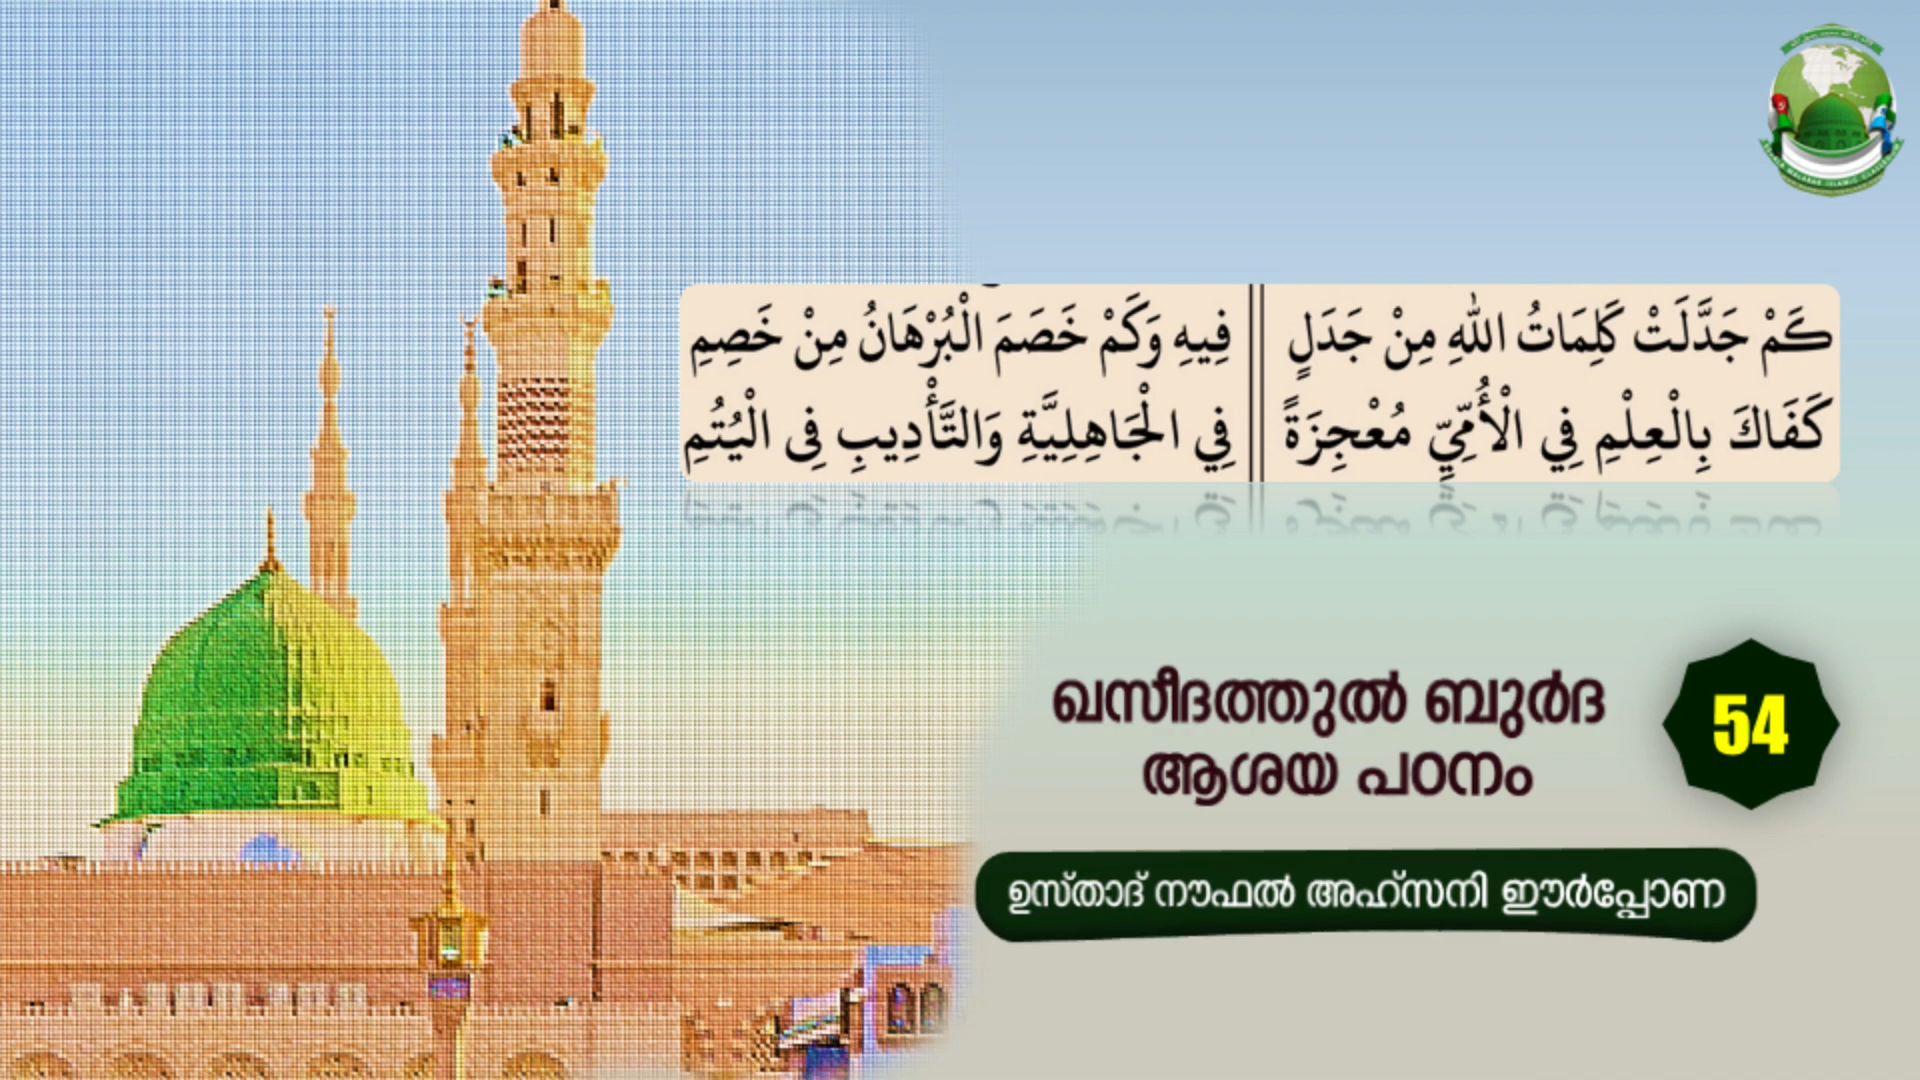 كَمْ جَدَّلَتْ كَلِمَاتُ اللهِ مِنْ جَدَلٍ فِيهِ وَكَمْ خَصَمَ الْبُرْهَانُ مِنْ خَصِمِ
كَفَاكَ بِالْعِلْمِ فِي الْأُمِّيِّ مُعْجِزَةً فِي الْجَاهِلِيَّةِ وَالتَّأْدِيبِ فِى الْيُتُمِ
ഖസീദത്തുൽ ബുർദ
ആശയ പഠനം
54
ഉസ്താദ് നൗഫൽ അഹ്സനി ഈർപ്പോണ